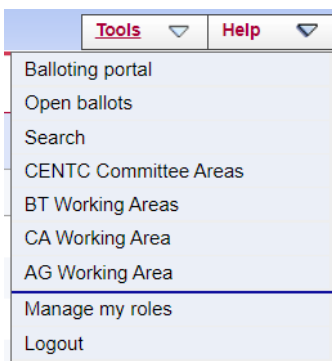 Tools Help
Balloting portal
Open ballots
Search
CENTC Committee Areas
BT Working Areas
CA Working Area
AG Working Area
Manage my roles
Logout